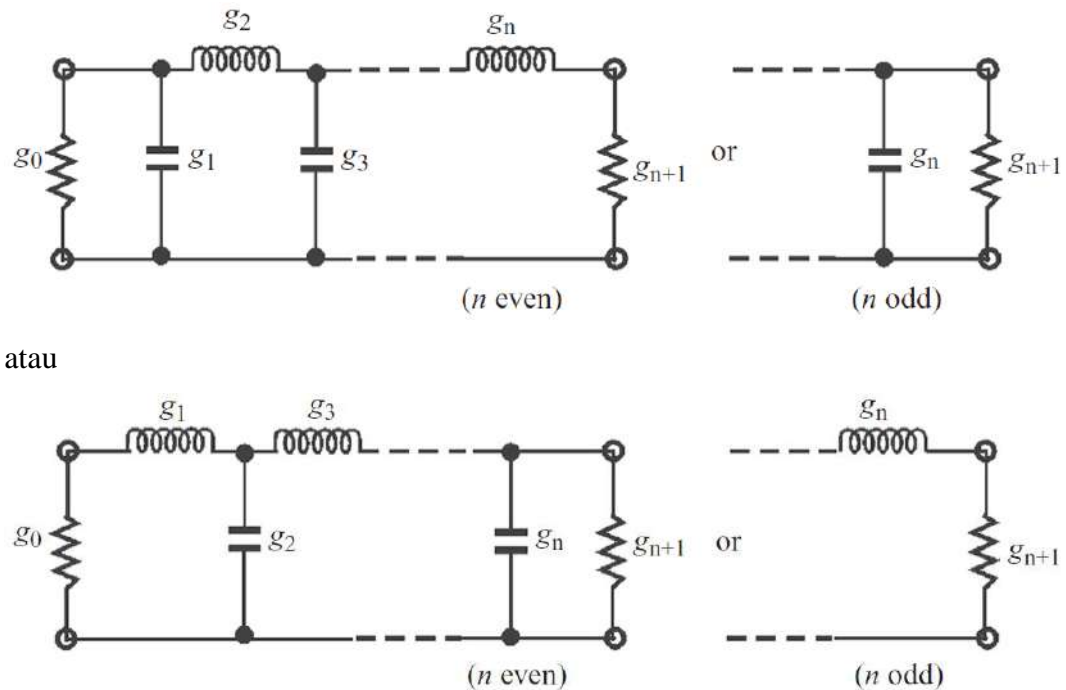 g2 gn
g0 g1 g3 gn+1 or gn gn+1
(n even) (n odd)
atau
g1 g3 gn
g0 g2 gn gn+1 or gn+1
(n even) (n odd)